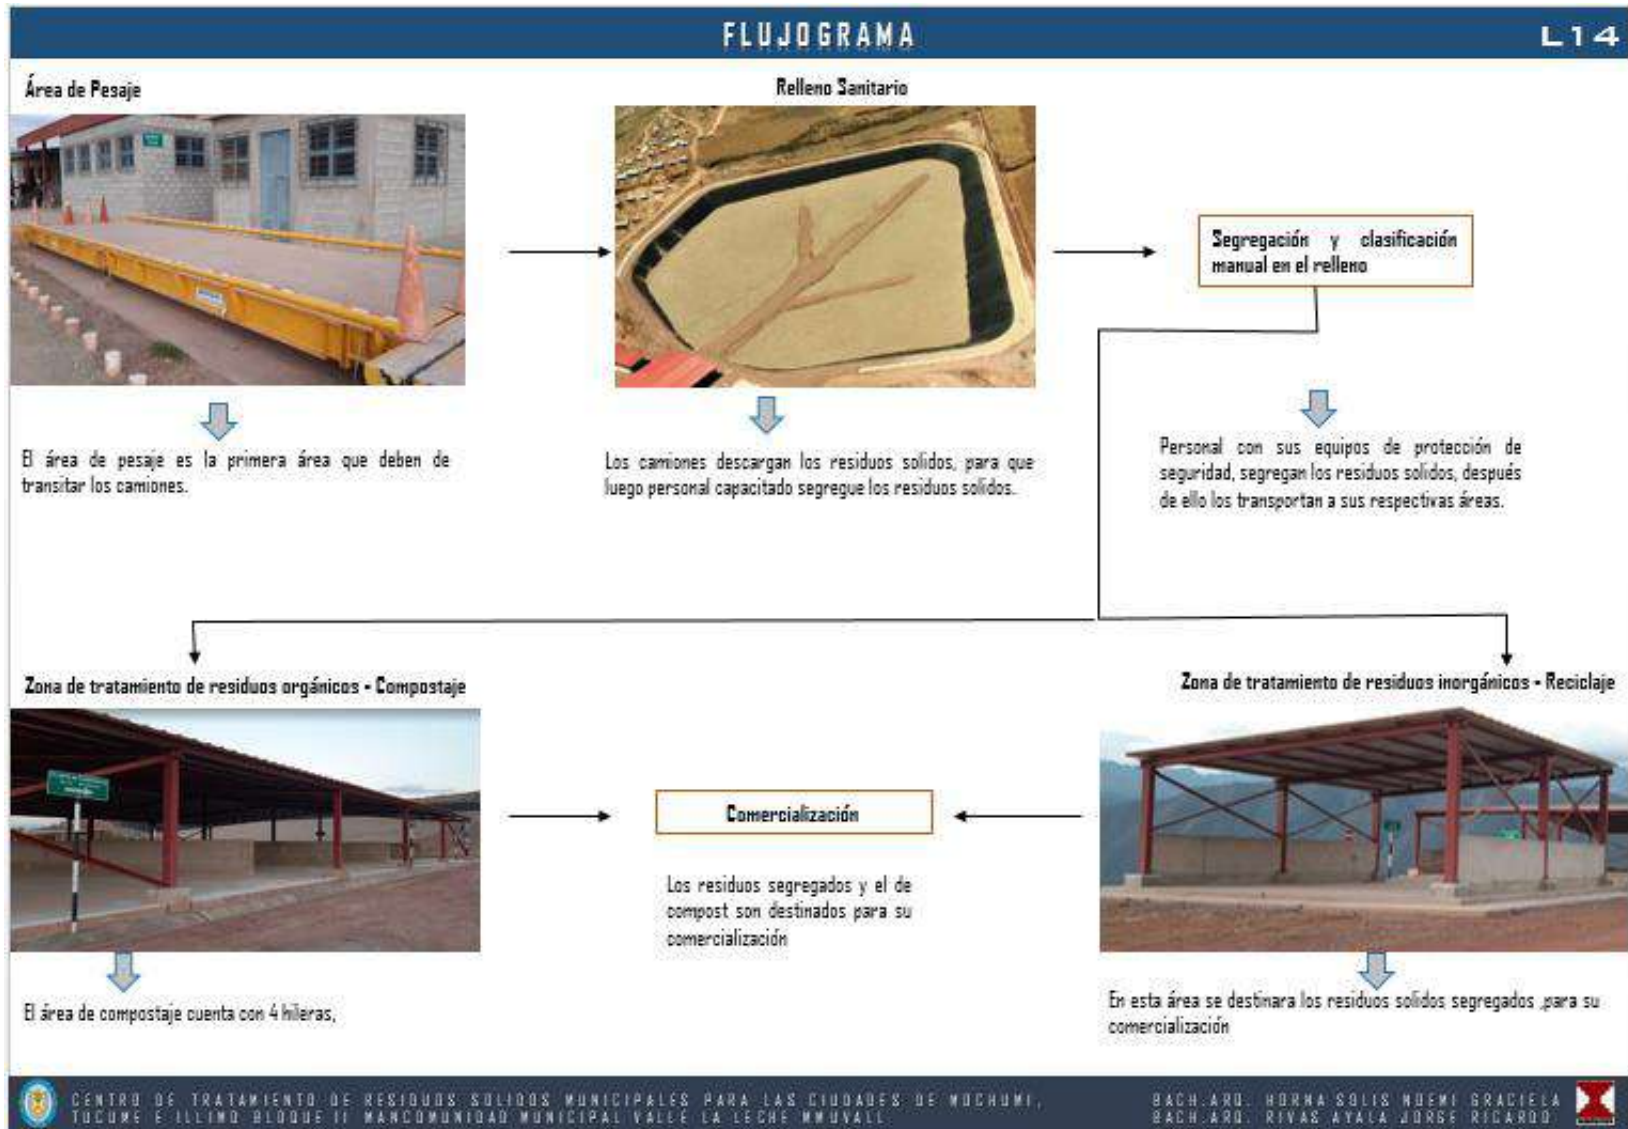 FLUJOGRAMA
L14
Área de Pesaje
Relleno Sanitario
Segregación y clasificación
manual en el relleno
El área de pesaje es la primera área que deben de
transitar los camiones.
Los camiones descargan los residuos solidos, para que
luego personal capacitado segregue los residuos solidos.
Personal con sus equipos de protección de
seguridad, segregan los residuos solidos, después
de ello los transportan a sus respectivas áreas.
Zona de tratamiento de residuos orgánicos - Compostaje
Zona de tratamiento de residuos inorgánicos - Reciclaje
Comercialización
Los residuos segregados y el de
compost son destinados para su
comercialización
El área de compostaje cuenta con 4 hileras,
En esta área se destinara los residuos solidos segregados ,para su
comercialización
CENTRO DE TRATAMIENTO DE RESIDUOS SOLIDOS MUNICIPALES PARA LAS CIUDADES DE MOCHUMI,
TUCUME E ILLIMO BLOQUE II MANCOMUNIDAD MUNICIPAL VALLE LA LECHE MMUVALL
BACH.ARQ. HORNA SOLIS NOEMI GRACIELA
BACH.ARQ. RIVAS AYALA JORGE RICARDO